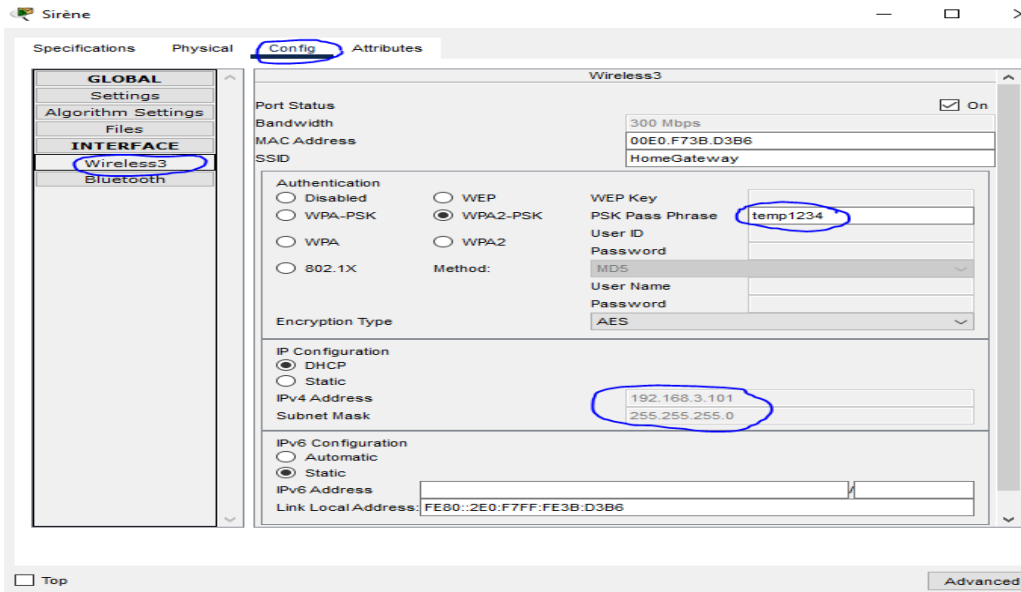 Sirène
Specifications Physical Config Attributes
GLOBAL
Settings
Algorithm Settings
Files
INTERFACE
Wireless3
Bluetooth
Wireless3
Port Status On
Bandwidth 300 Mbps
MAC Address 00E0.F73B.D3B6
SSID HomeGateway
Authentication
Disabled WEP WEP Key
WPA-PSK WPA2-PSK PSK Pass Phrase temp1234
User ID
WPA WPA2
Password
802.1X Method: MD5
User Name
Password
Encryption Type AES
IP Configuration
DHCP
Static
IPv4 Address 192.168.3.101
Subnet Mask 255.255.255.0
IPv6 Configuration
Automatic
Static
IPv6 Address /
Link Local Address: FE80::2E0:F7FF:FE3B:D3B6
Top Advanced